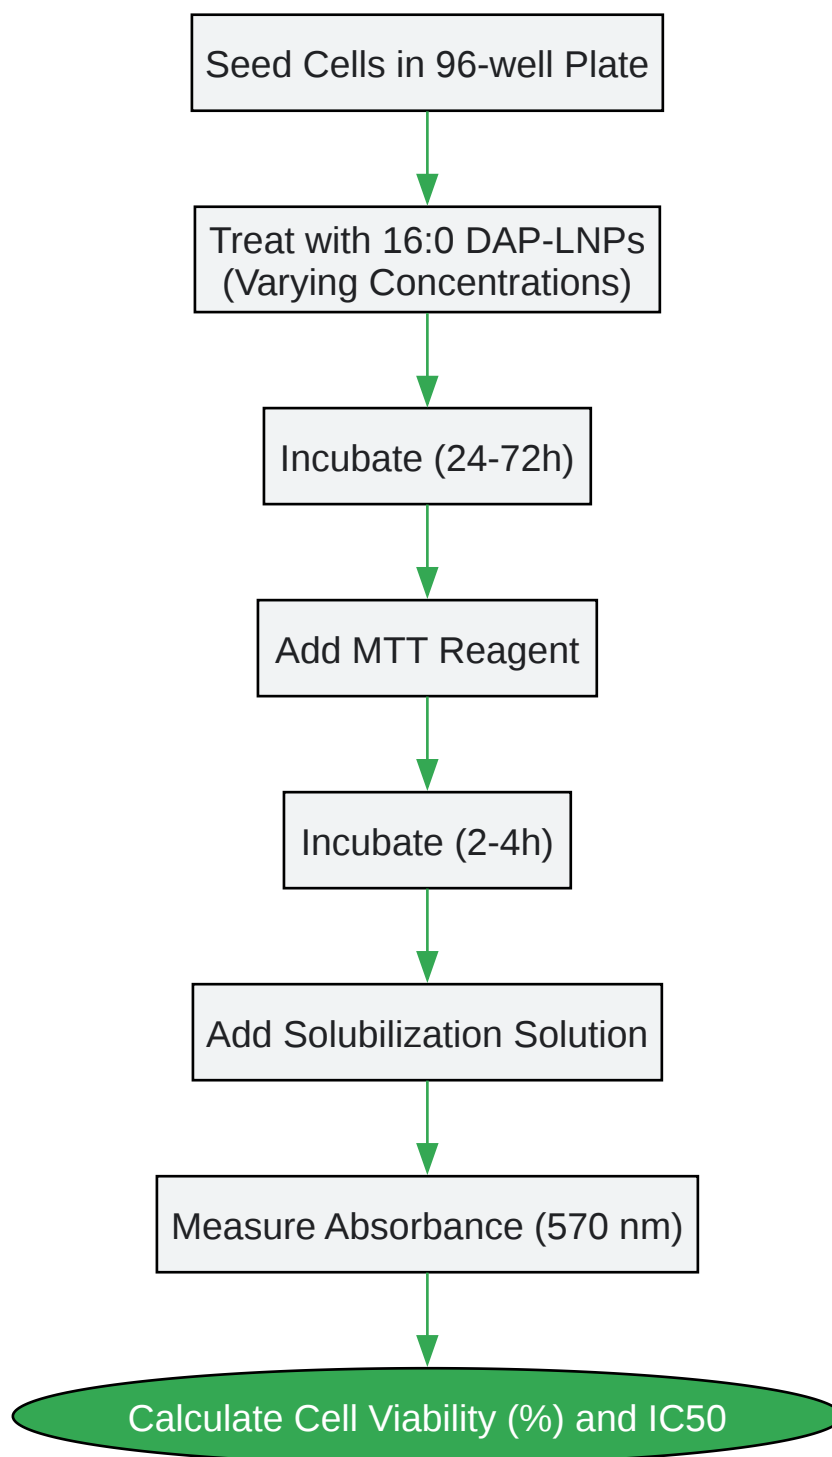 Seed Cells in 96-well Plate
Treat with 16:0 DAP-LNPs
(Varying Concentrations)
Incubate (24-72h)
Add MTT Reagent
Incubate (2-4h)
Add Solubilization Solution
Measure Absorbance (570 nm)
Calculate Cell Viability (%) and IC50